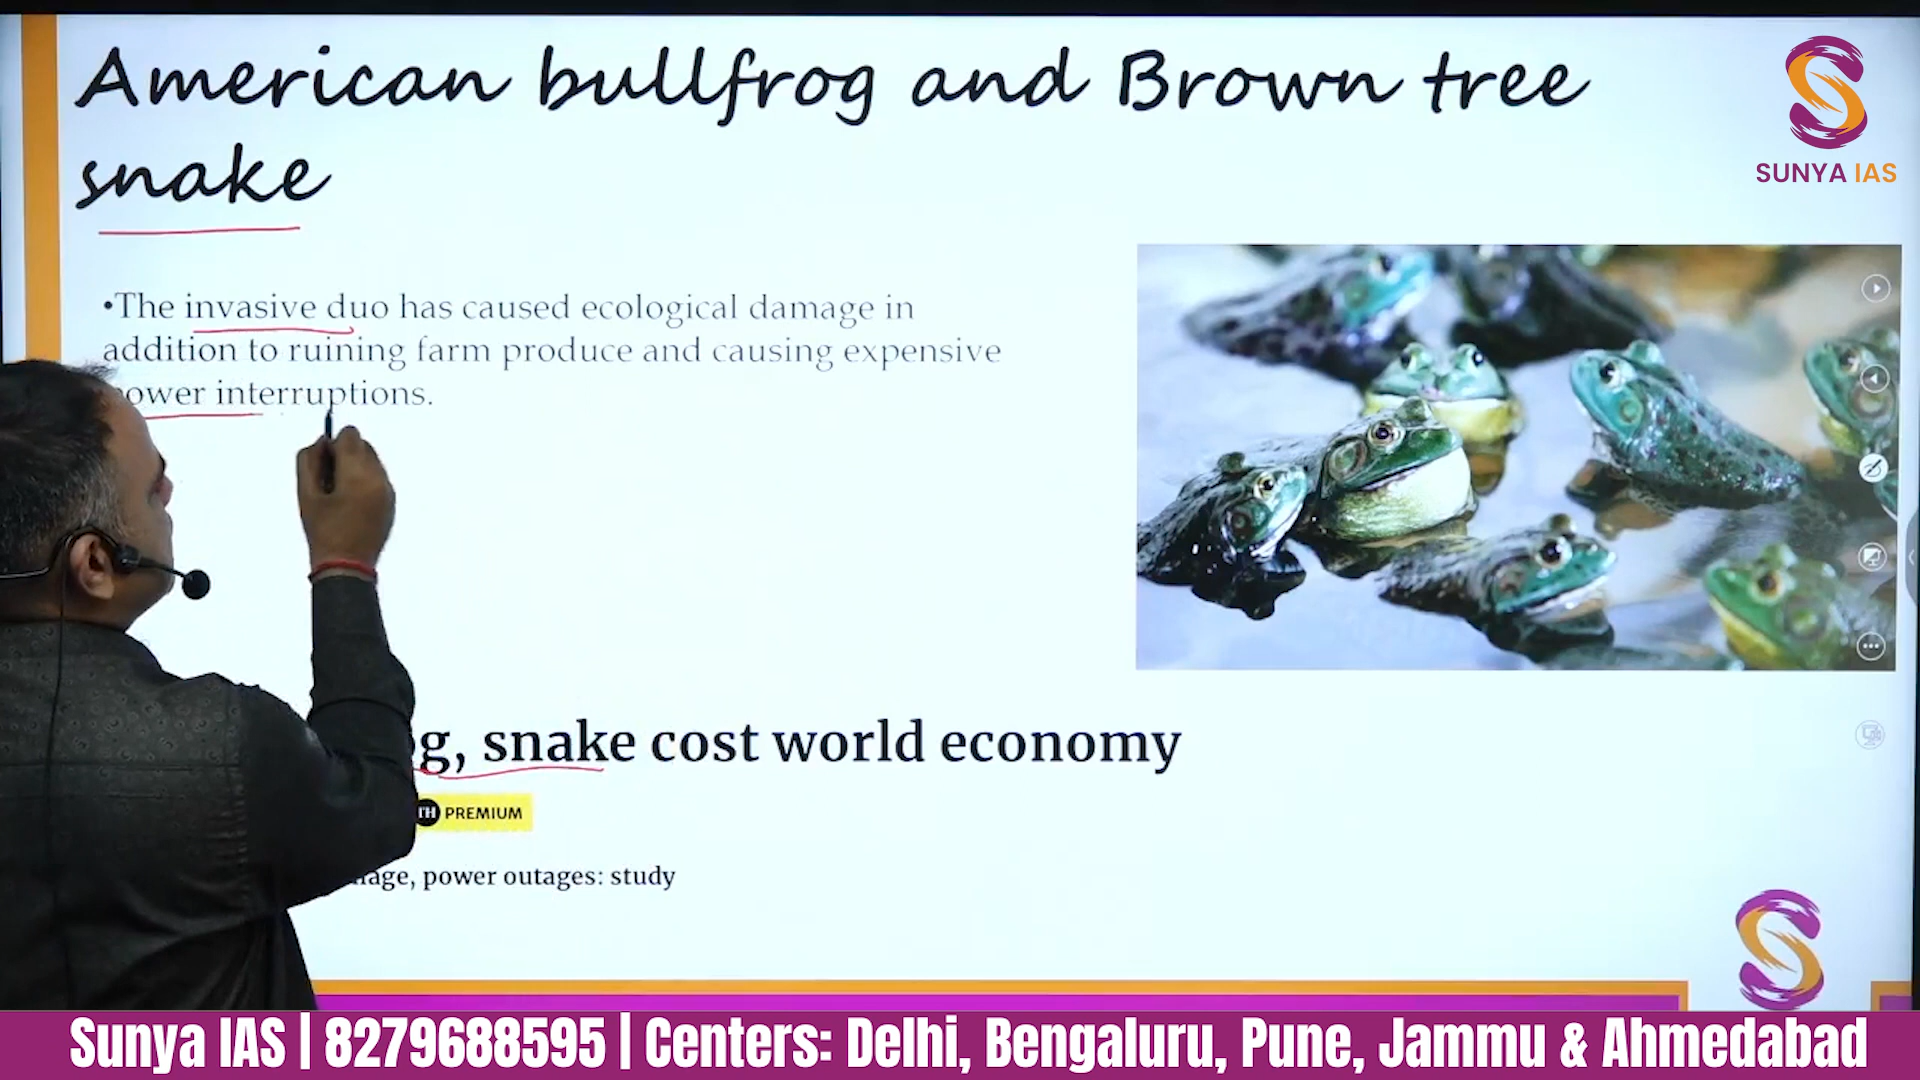 American bullfrog and Brown tree
snake
SUNYA IAS
•The invasive duo has caused ecological damage in
addition to ruining farm produce and causing expensive
ower interruptions.
g, snake cost world economy
TH PREMIUM
mage, power outages: study
Sunya IAS | 8279688595 | Centers: Delhi, Bengaluru, Pune, Jammu & Ahmedabad